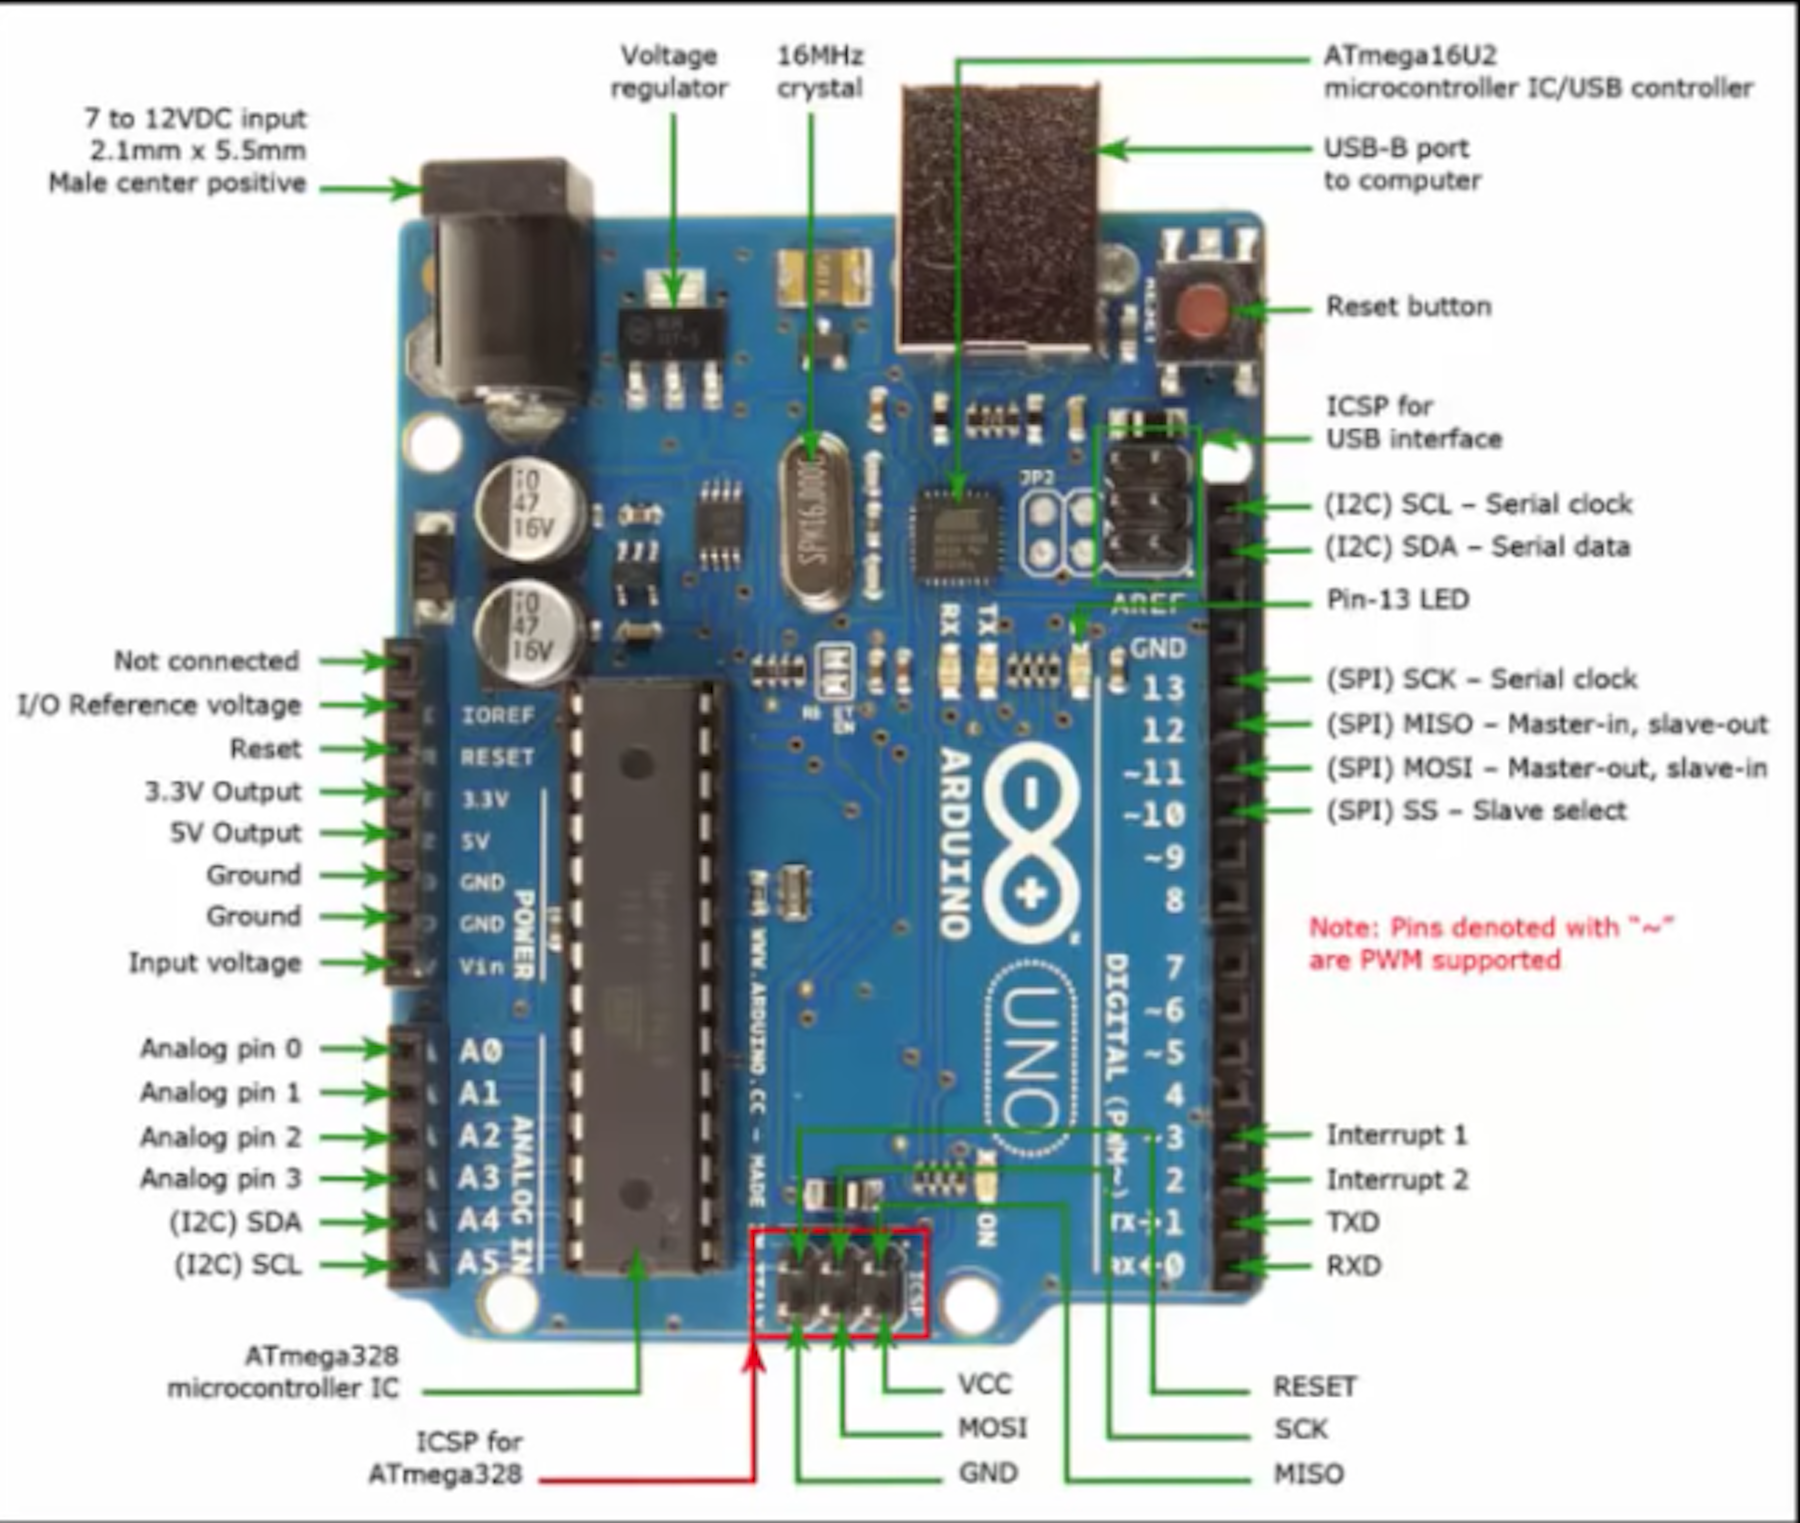 Voltage
regulator
16MHz
crystal
ATmega16U2
microcontroller IC/USB controller
7 to 12VDC input
2.1mm x 5.5mm
Male center positive
USB-B port
to computer
Reset button
ICSP for
USB interface
(I2C) SCL – Serial clock
(I2C) SDA – Serial data
Pin-13 LED
(SPI) SCK – Serial clock
(SPI) MISO – Master-in, slave-out
(SPI) MOSI – Master-out, slave-in
(SPI) SS – Slave select
Note: Pins denoted with “~”
are PWM supported
Interrupt 1
Interrupt 2
TXD
RXD
Not connected
I/O Reference voltage
Reset
3.3V Output
5V Output
Ground
Ground
Input voltage
Analog pin 0
Analog pin 1
Analog pin 2
Analog pin 3
(I2C) SDA
(I2C) SCL
ATmega328
microcontroller IC
ICSP for
ATmega328
VCC
MOSI
GND
RESET
SCK
MISO
47
16V
47
16V
JP2
RX
TX
AREF
GND
13
12
~11
~10
~9
8
7
~6
~5
4
~3
2
TX→1
RX←0
DIGITAL (PWM~)
IOREF
RESET
3.3V
5V
GND
GND
Vin
POWER
A0
A1
A2
A3
A4
A5
ANALOG IN
ARDUINO
UNO
WWW.ARDUINO.CC - MADE
ON
ICSP